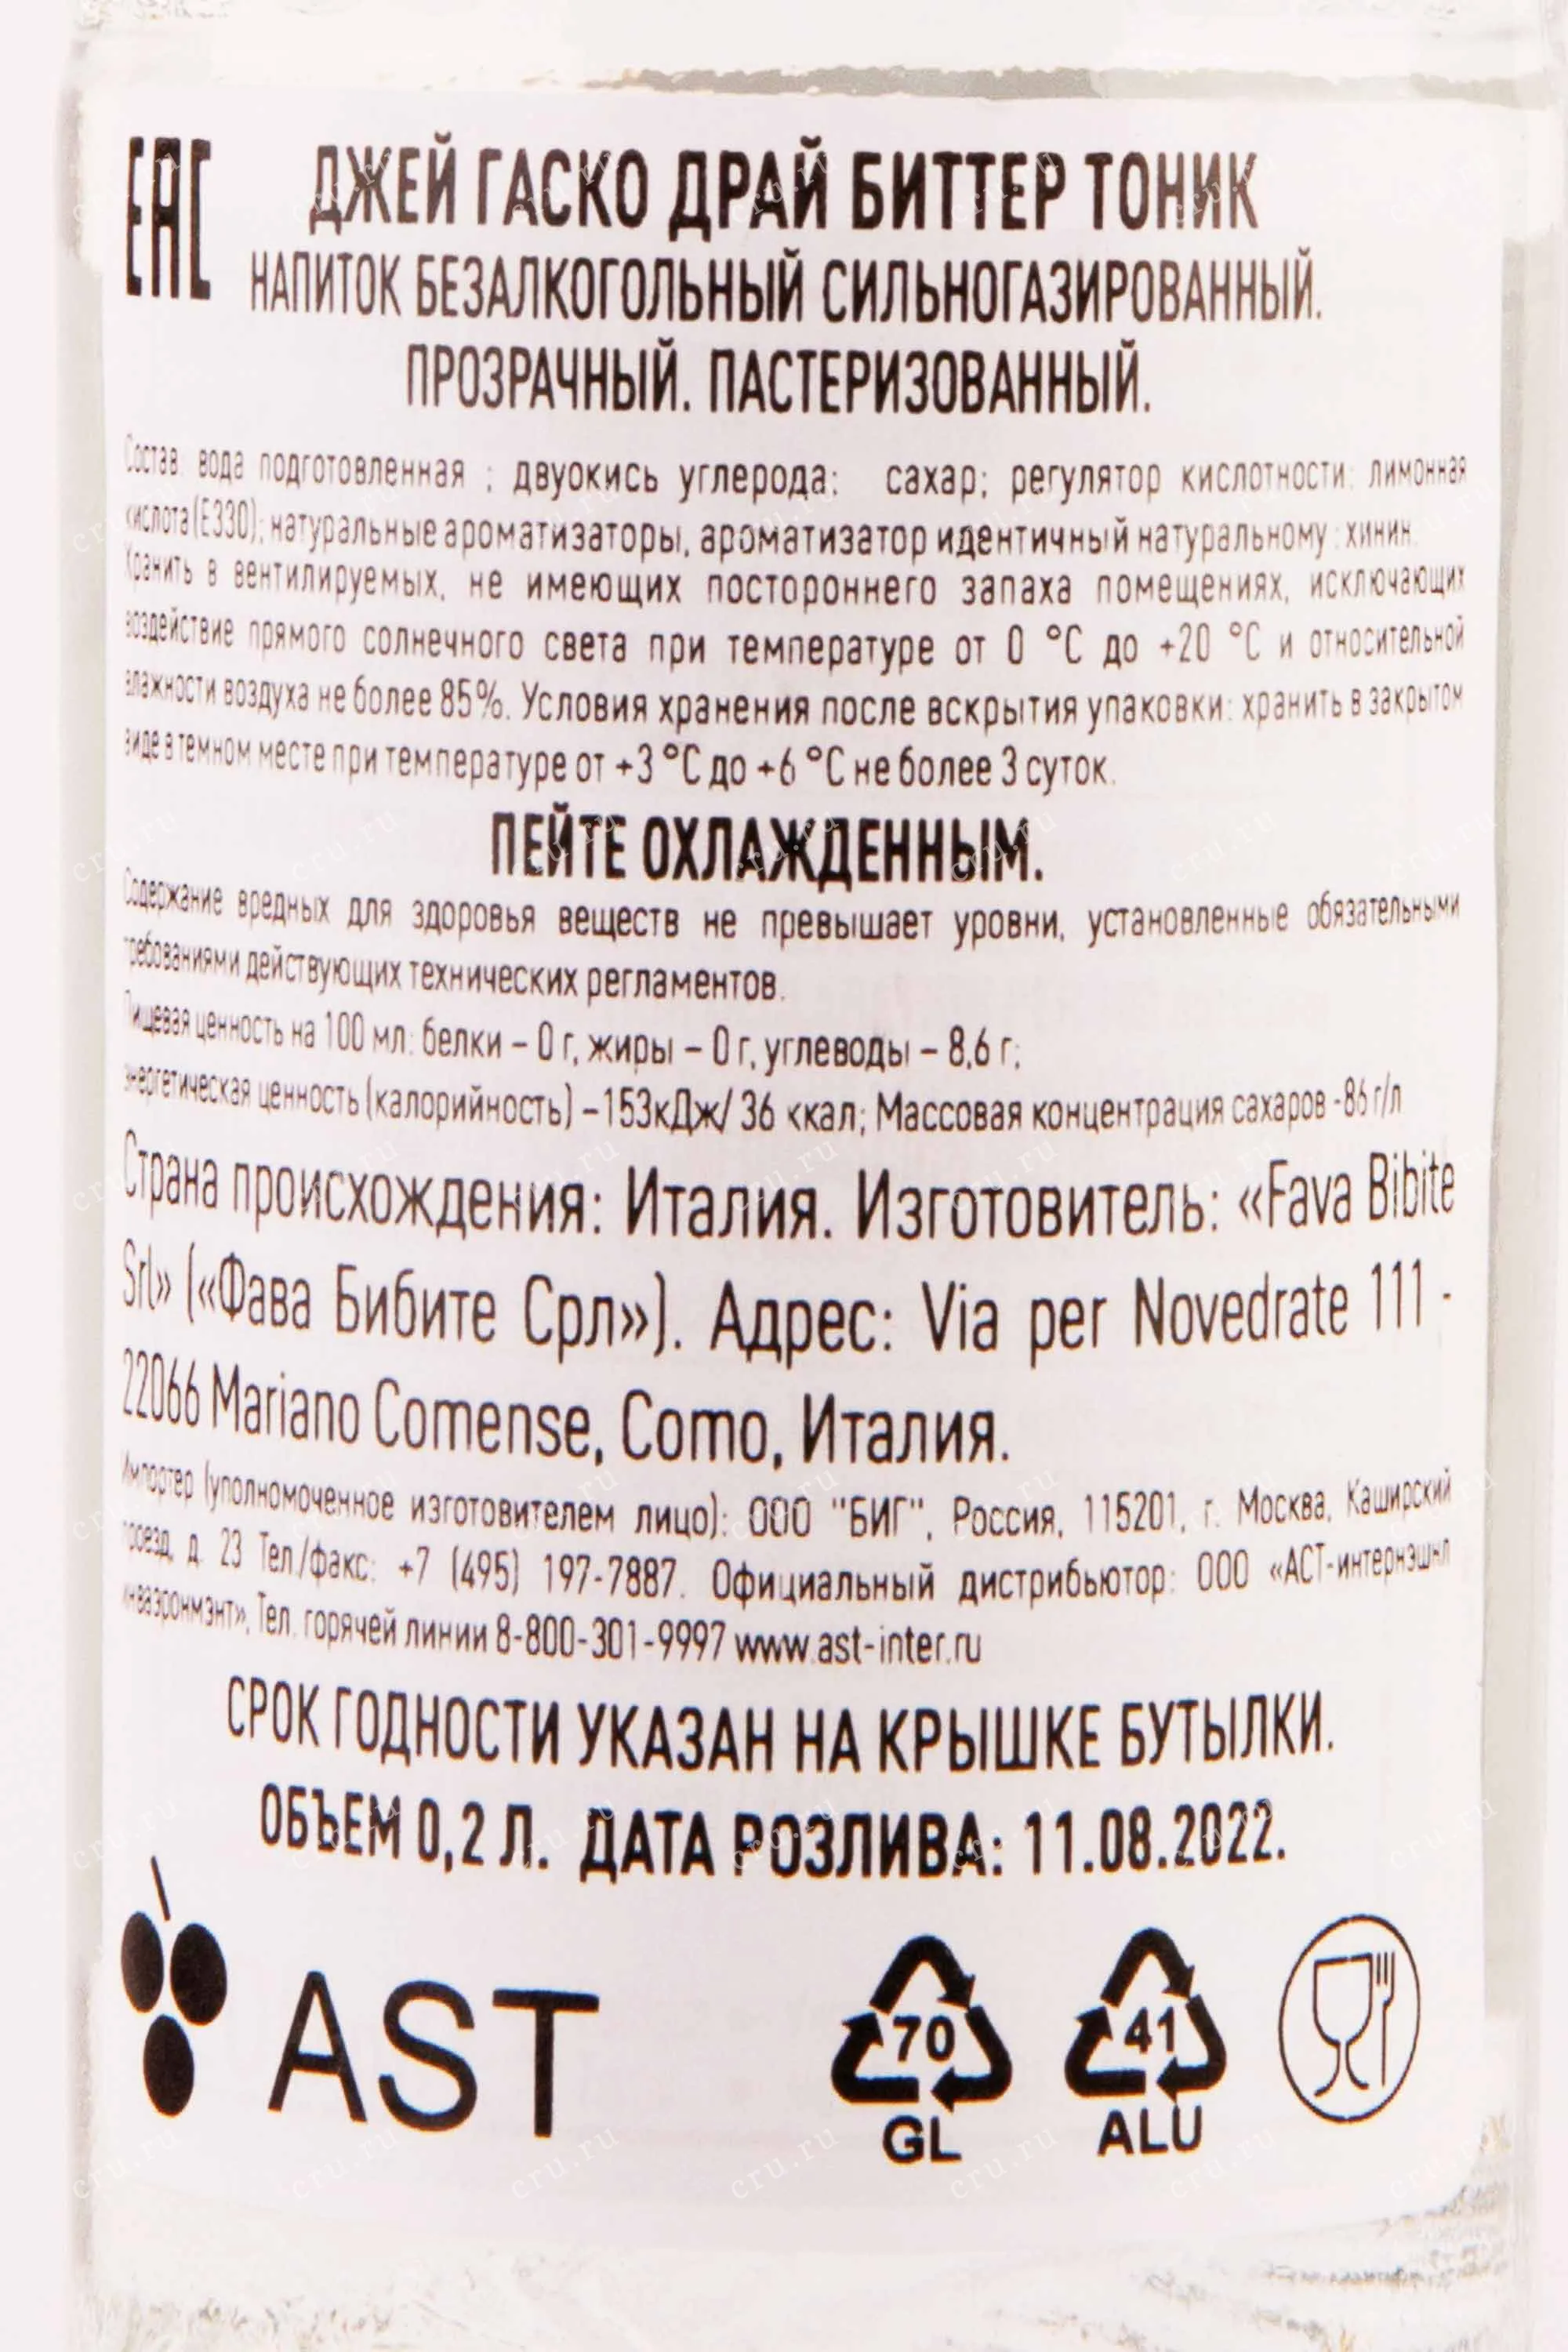 ЕАС
ДЖЕЙ ГАСКО ДРАЙ БИТТЕР ТОНИК
НАПИТОК БЕЗАЛКОГОЛЬНЫЙ СИЛЬНОГАЗИРОВАННЫЙ.
ПРОЗРАЧНЫЙ. ПАСТЕРИЗОВАННЫЙ.
Состав: вода подготовленная ; двуокись углерода; сахар; регулятор кислотности: лимонная
кислота (Е330); натуральные ароматизаторы, ароматизатор идентичный натуральному : хинин.
Хранить в вентилируемых, не имеющих постороннего запаха помещениях, исключающих
воздействие прямого солнечного света при температуре от 0 °С до +20 °С и относительной
влажности воздуха не более 85%. Условия хранения после вскрытия упаковки: хранить в закрытом
виде в темном месте при температуре от +3 °С до +6 °С не более 3 суток.
ПЕЙТЕ ОХЛАЖДЕННЫМ.
Содержание вредных для здоровья веществ не превышает уровни, установленные обязательными
требованиями действующих технических регламентов.
Пищевая ценность на 100 мл: белки – 0 г, жиры – 0 г, углеводы – 8,6 г;
энергетическая ценность (калорийность) –153кДж/ 36 ккал; Массовая концентрация сахаров -86 г/л
Страна происхождения: Италия. Изготовитель: «Fava Bibite
Srl» («Фава Бибите Срл»). Адрес: Via per Novedrate 111 -
22066 Mariano Comense, Como, Италия.
Импортер (уполномоченное изготовителем лицо): ООО "БИГ", Россия, 115201, г. Москва, Каширский
проезд, д. 23 Тел./факс: +7 (495) 197-7887. Официальный дистрибьютор: ООО «АСТ-интернэшнл
инваэронмэнт», Тел. горячей линии 8-800-301-9997 www.ast-inter.ru
СРОК ГОДНОСТИ УКАЗАН НА КРЫШКЕ БУТЫЛКИ.
ОБЪЕМ 0,2 Л. ДАТА РОЗЛИВА: 11.08.2022.
AST
70
GL
41
ALU
cru.ru